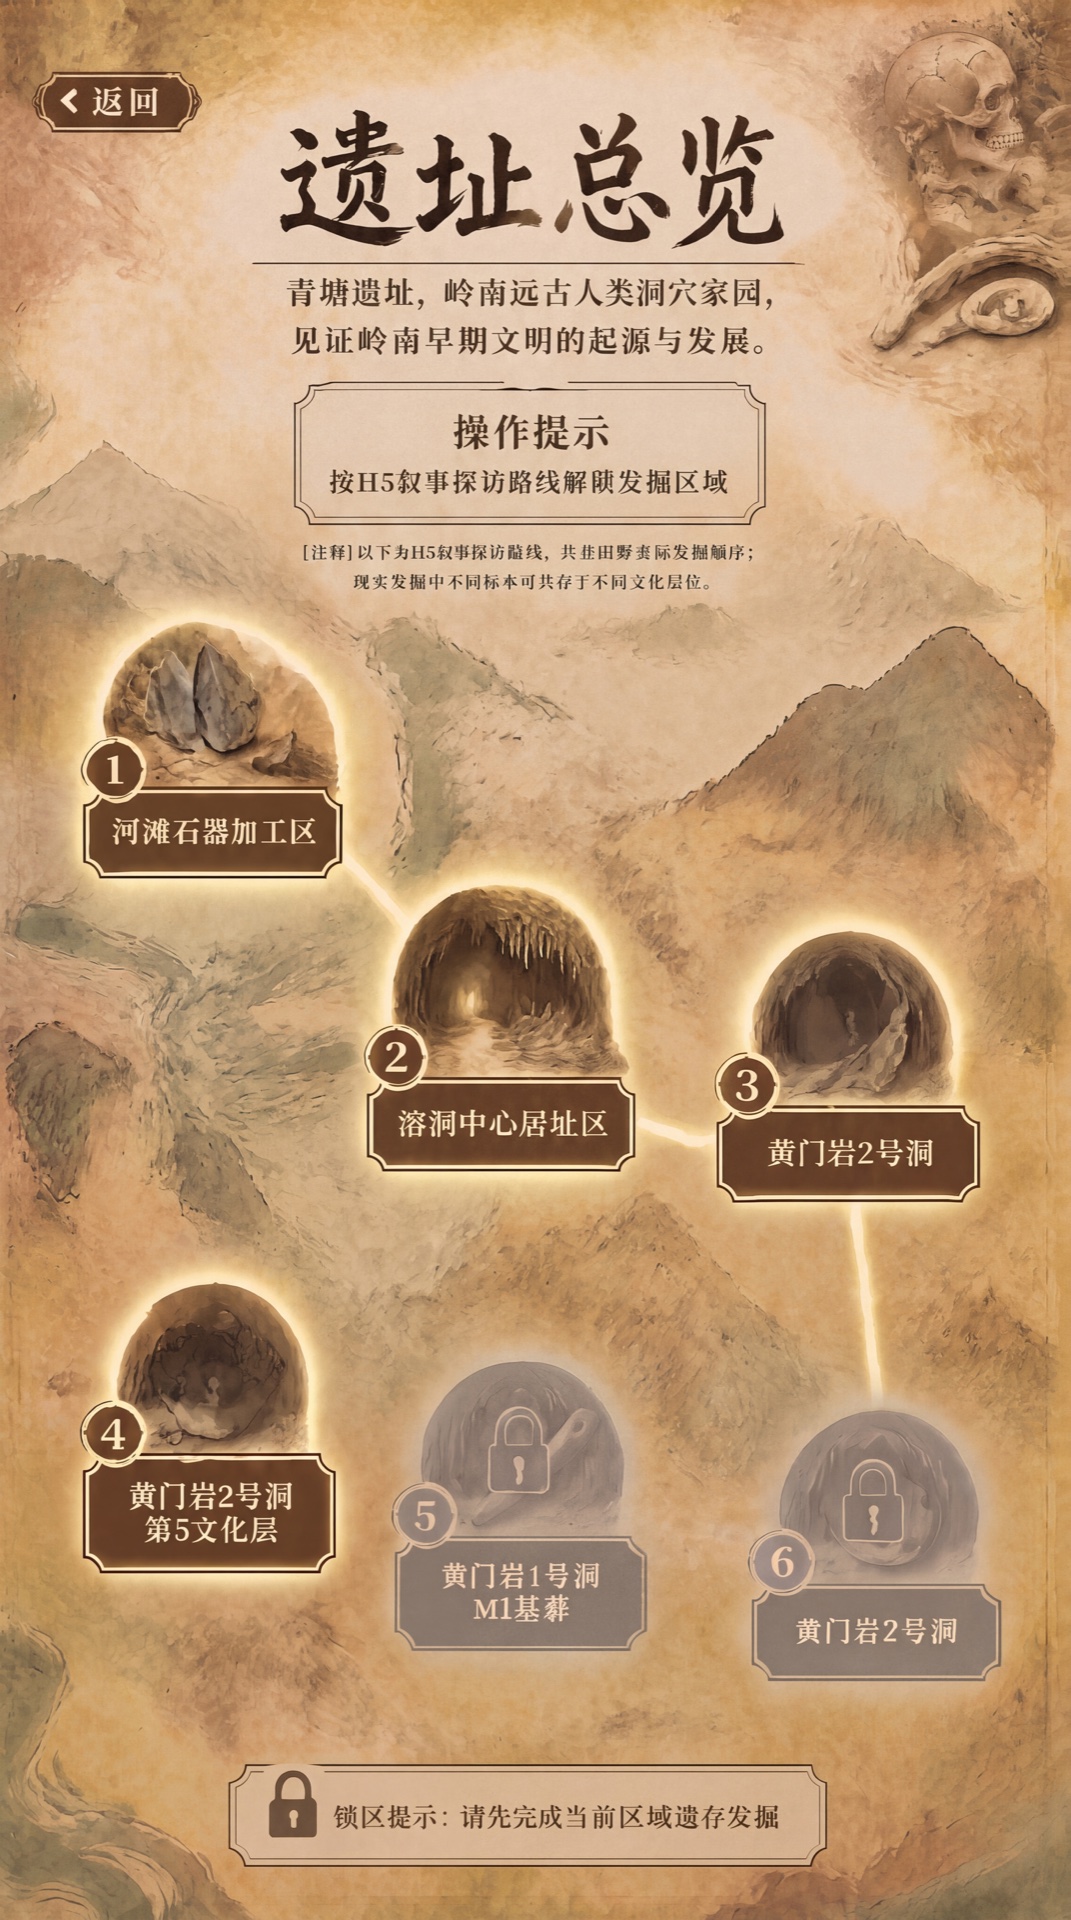 返回
遗址总览
青塘遗址，岭南远古人类洞穴家园，
见证岭南早期文明的起源与发展。
操作提示
按H5叙事探访路线解发掘区域
[注释]以下为H5叙事探访线，共田野际发掘序；
现实发掘中不同标本可共存于不同文化层位。
1
河滩石器加工区
2
溶洞中心居址区
3
黄门岩2号洞
4
黄门岩2号洞
第5文化层
5
黄门岩1号洞
M1基
6
黄门岩2号洞
锁区提示：请先完成当前区域遗存发掘